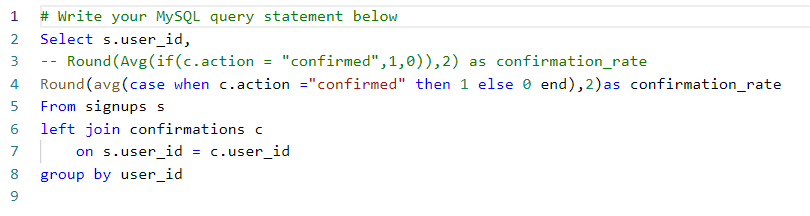 1 # Write your MySQL query statement below
2 Select s.user_id,
3 -- Round(Avg(if(c.action = "confirmed",1,0)),2) as confirmation_rate
4 Round(avg(case when c.action ="confirmed" then 1 else 0 end),2)as confirmation_rate
5 From signups s
6 left join confirmations c
7     on s.user_id = c.user_id
8 group by user_id
9